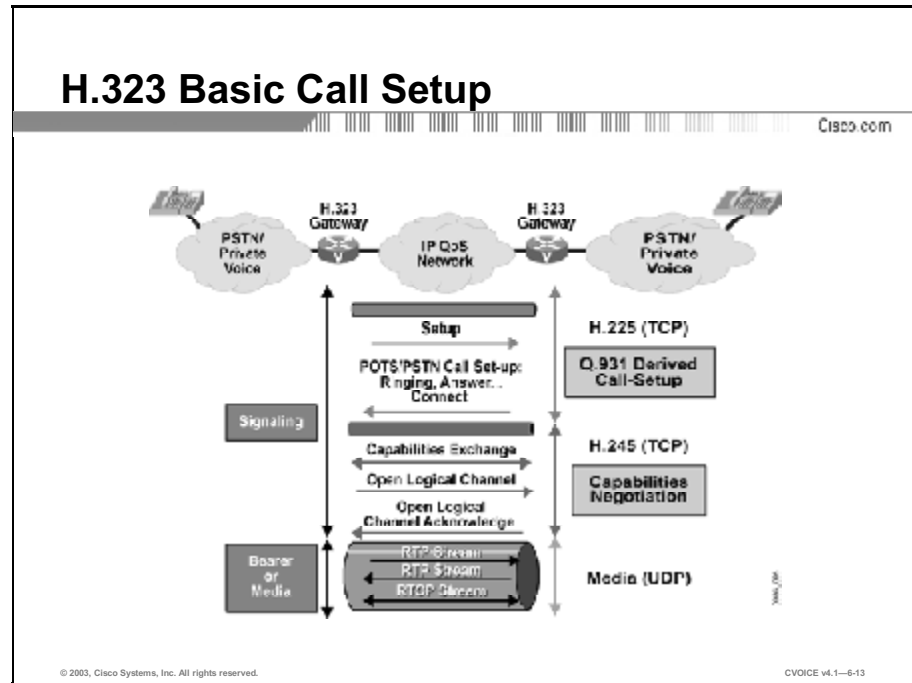 H.323 Basic Call Setup
Cisco.com
H.323
Gateway
H.323
Gateway
PSTN/
Private
Voice
V
IP QoS
Network
V
PSTN/
Private
Voice
Setup
H.225 (TCP)
POTS/PSTN Call Set-up:
Ringing, Answer...
Connect
Q.931 Derived
Call-Setup
Signaling
Capabilities Exchange
H.245 (TCP)
Open Logical Channel
Capabilities
Negotiation
Open Logical
Channel Acknowledge
Bearer
or
Media
RTP Stream
RTP Stream
RTCP Stream
Media (UDP)
© 2003, Cisco Systems, Inc. All rights reserved.
CVOICE v4.1—6-13